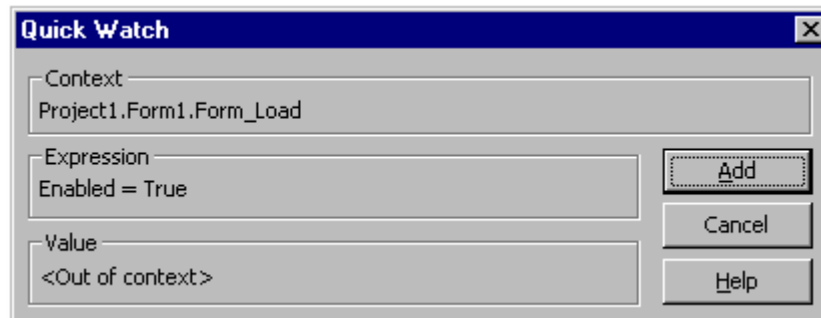 Quick Watch
Context
Project1.Form1.Form_Load
Expression
Enabled = True
Add
Cancel
Value
<Out of context>
Help